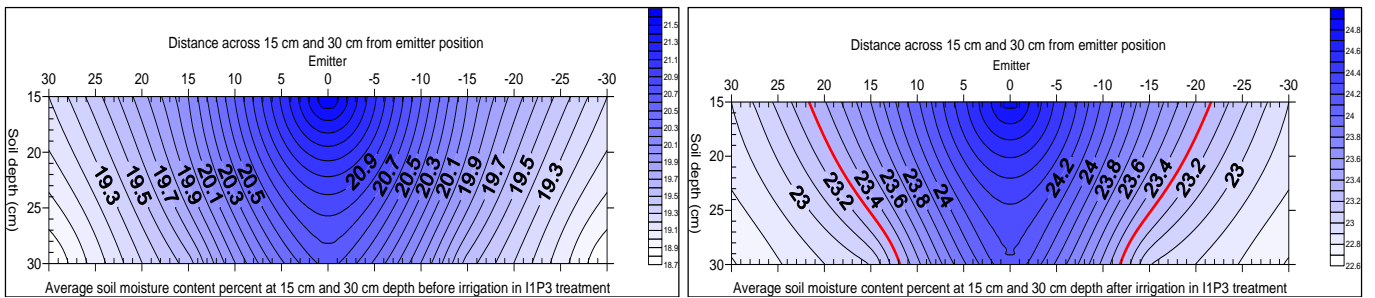 Distance across 15 cm and 30 cm from emitter position
Emitter
30 25 20 15 10 5 0 -5 -10 -15 -20 -25 -30
15
20
25
30
Soil depth (cm)
19.3 19.5 19.7 19.9 20.1 20.3 20.5 20.9 20.7 20.5 20.3 20.1 19.9 19.7 19.5 19.3
Average soil moisture content percent at 15 cm and 30 cm depth before irrigation in I1P3 treatment
21.5
21.3
21.1
20.9
20.7
20.5
20.3
20.1
19.9
19.7
19.5
19.3
19.1
18.9
18.7
Distance across 15 cm and 30 cm from emitter position
Emitter
30 25 20 15 10 5 0 -5 -10 -15 -20 -25 -30
15
20
25
30
Soil depth (cm)
23 23.2 23.4 23.6 23.8 24 24.2 24 23.8 23.6 23.4 23.2 23
Average soil moisture content percent at 15 cm and 30 cm depth after irrigation in I1P3 treatment
24.8
24.6
24.4
24.2
24
23.8
23.6
23.4
23.2
23
22.8
22.6